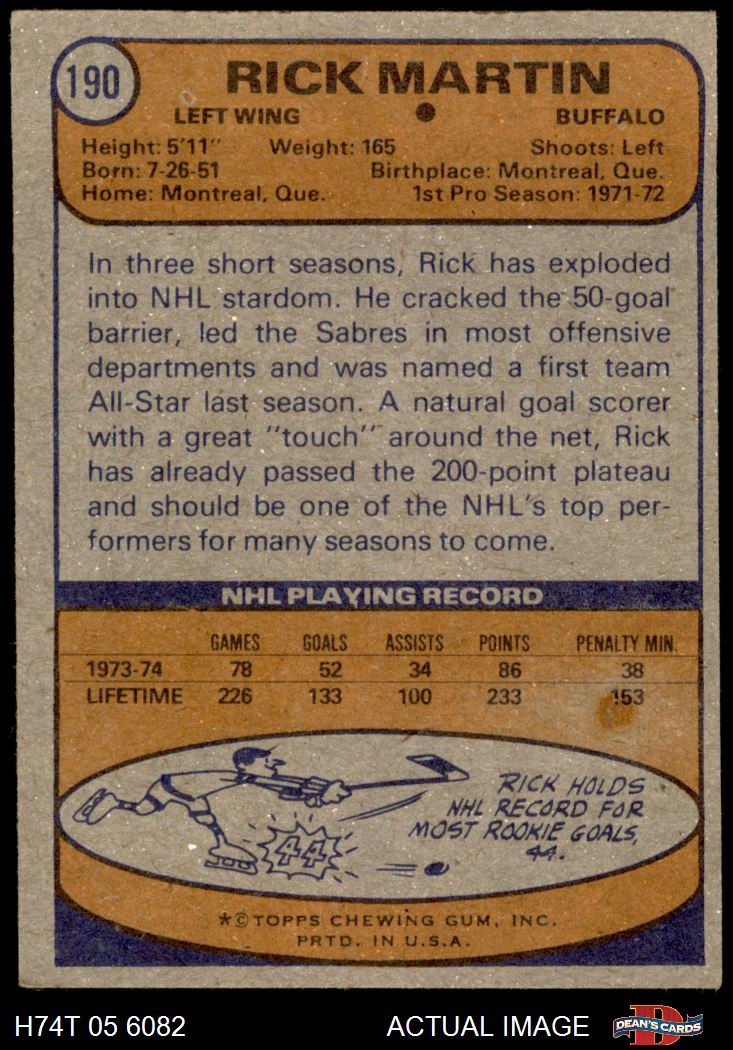 190
RICK MARTIN
LEFT WING • BUFFALO
Height: 5'11" Weight: 165 Shoots: Left
Born: 7-26-51 Birthplace: Montreal, Que.
Home: Montreal, Que. 1st Pro Season: 1971-72
In three short seasons, Rick has exploded
into NHL stardom. He cracked the 50-goal
barrier, led the Sabres in most offensive
departments and was named a first team
All-Star last season. A natural goal scorer
with a great "touch" around the net, Rick
has already passed the 200-point plateau
and should be one of the NHL's top per-
formers for many seasons to come.
NHL PLAYING RECORD
GAMES GOALS ASSISTS POINTS PENALTY MIN.
1973-74 78 52 34 86 38
LIFETIME 226 133 100 233 153
RICK HOLDS
NHL RECORD FOR
MOST ROOKIE GOALS,
44.
44
*©TOPPS CHEWING GUM, INC.
PRTD. IN U.S.A.
H74T 05 6082 ACTUAL IMAGE D DEAN'S CARDS